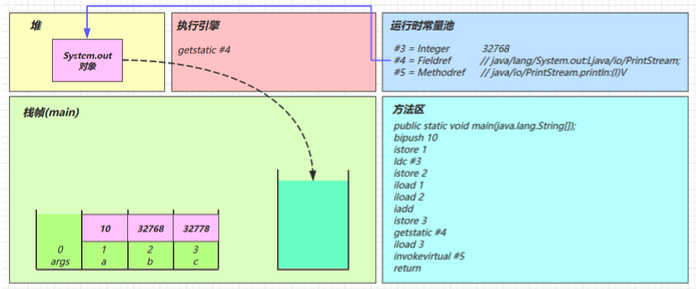 堆
System.out
对象
执行引擎
getstatic #4
运行时常量池
#3 = Integer 32768
#4 = Fieldref // java/lang/System.out:Ljava/io/PrintStream;
#5 = Methodref // java/io/PrintStream.println:(I)V
栈帧(main)
10 32768 32778
0 1 2 3
args a b c
方法区
public static void main(java.lang.String[]);
bipush 10
istore 1
ldc #3
istore 2
iload 1
iload 2
iadd
istore 3
getstatic #4
iload 3
invokevirtual #5
return